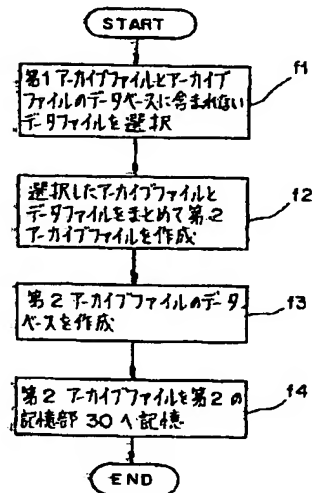 START
第1 アーカイブファイルとアーカイブ
ファイルのデータベースに含まれない
データファイルを選択
f1
選択したアーカイブファイルと
データファイルをまとめて第2
アーカイブファイルを作成
f2
第2 アーカイブファイルのデータ
ベースを作成
f3
第2 アーカイブファイルを第2の
記憶部30へ記憶
f4
END